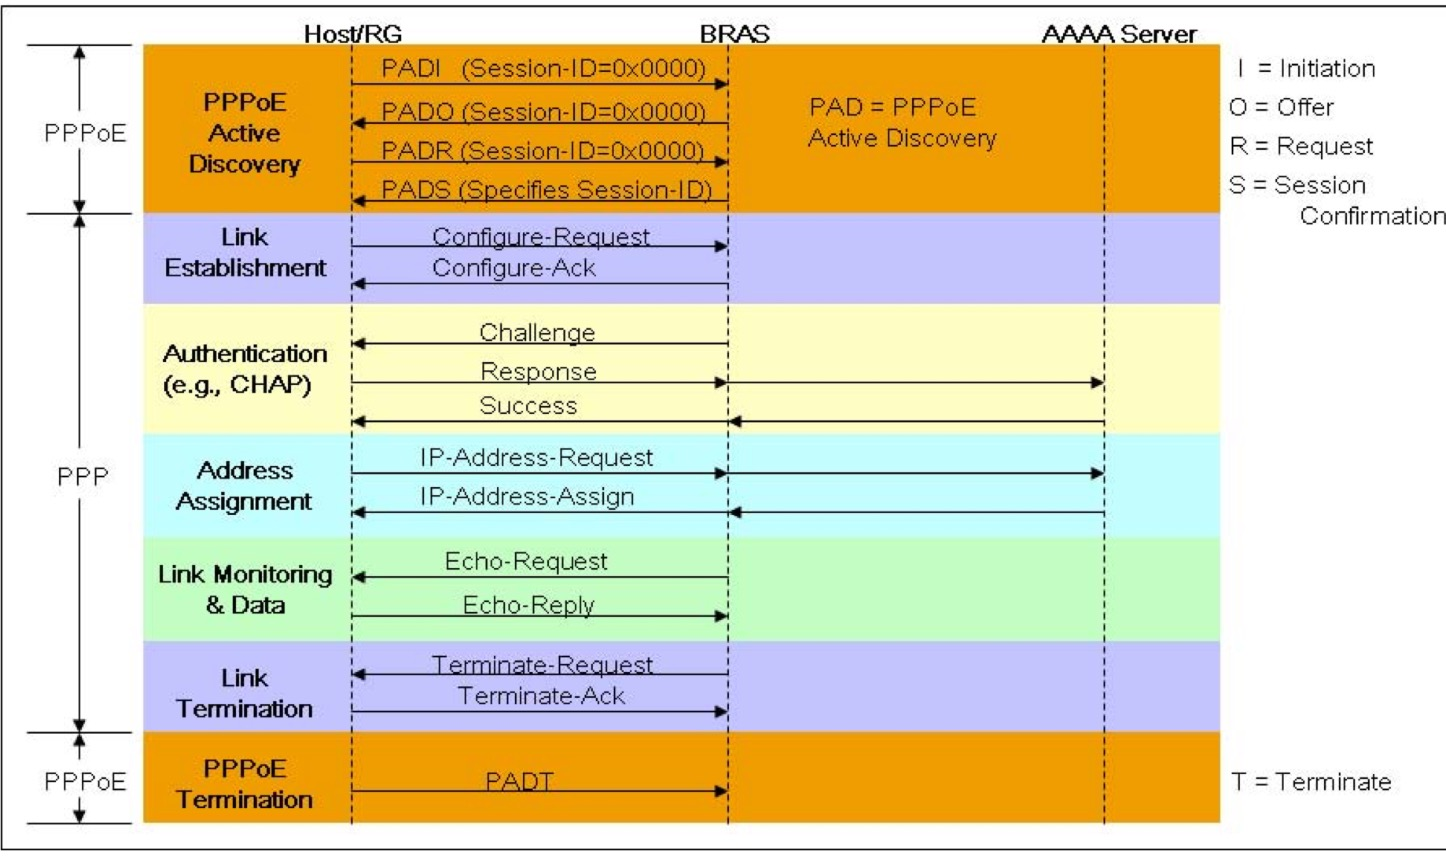 Host/RG BRAS AAAA Server
PADI (Session-ID=0x0000)
I = Initiation
PPPoE
Active
Discovery
PPPoE
PADO (Session-ID=0x0000)
PAD = PPPoE
Active Discovery
O = Offer
PADR (Session-ID=0x0000)
R = Request
PADS (Specifies Session-ID)
S = Session
Confirmation
Link
Establishment
Configure-Request
Configure-Ack
Authentication
(e.g., CHAP)
Challenge
Response
Success
PPP
Address
Assignment
IP-Address-Request
IP-Address-Assign
Link Monitoring
& Data
Echo-Request
Echo-Reply
Link
Termination
Terminate-Request
Terminate-Ack
PPPoE
PPPoE
Termination
PADT
T = Terminate